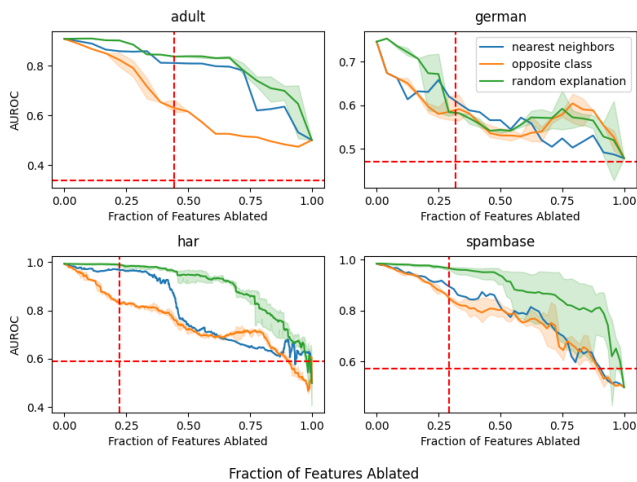 adult
AUROC
0.8
0.6
0.4
0.00 0.25 0.50 0.75 1.00
Fraction of Features Ablated
german
nearest neighbors
opposite class
random explanation
0.7
0.6
0.5
0.00 0.25 0.50 0.75 1.00
Fraction of Features Ablated
har
AUROC
1.0
0.8
0.6
0.4
0.00 0.25 0.50 0.75 1.00
Fraction of Features Ablated
spambase
1.0
0.8
0.6
0.00 0.25 0.50 0.75 1.00
Fraction of Features Ablated
Fraction of Features Ablated